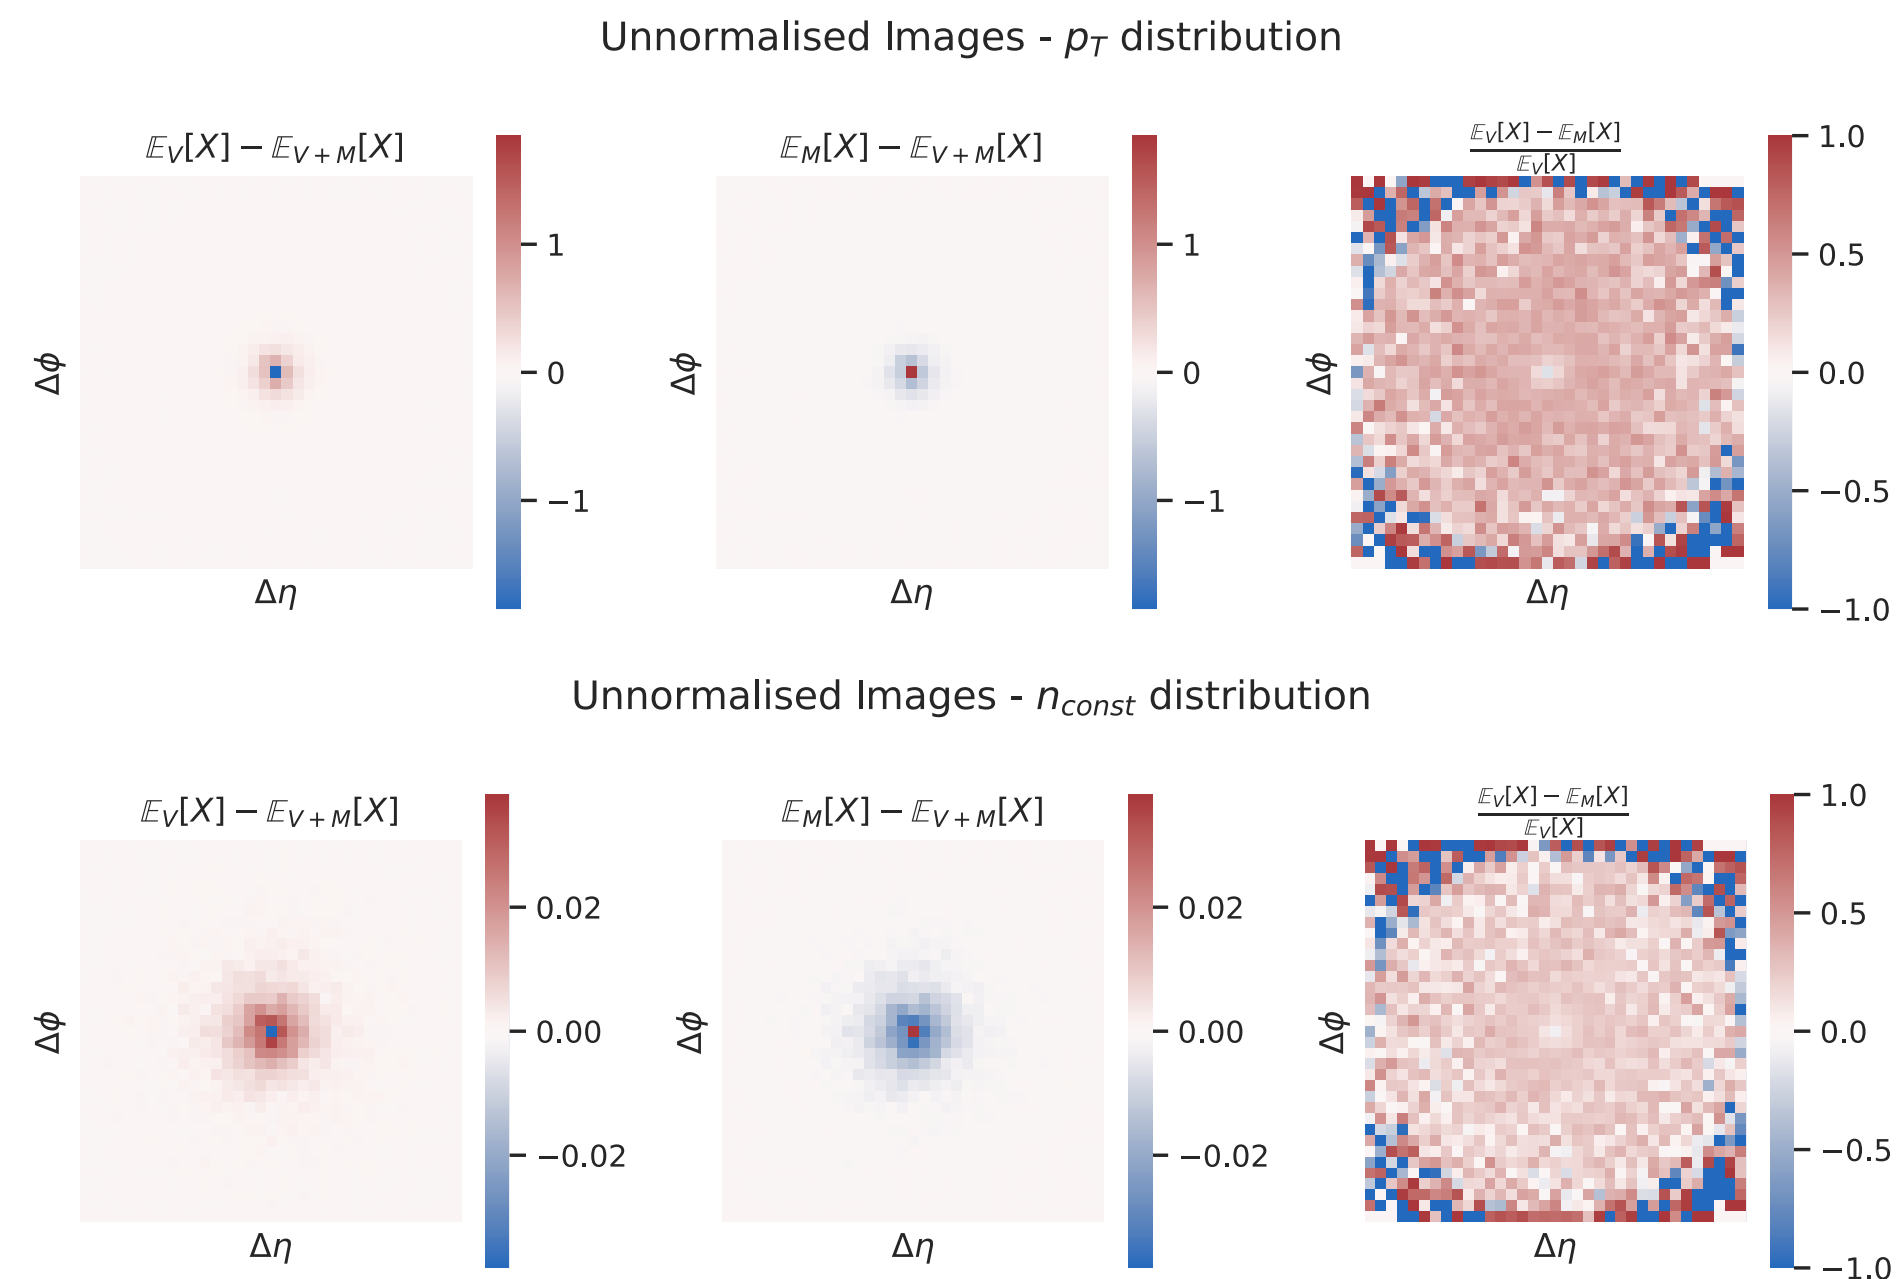 Unnormalised Images - p_T distribution
𝔼_V[X] − 𝔼_{V+M}[X]
1
0
−1
Δϕ
Δη
𝔼_M[X] − 𝔼_{V+M}[X]
1
0
−1
Δϕ
Δη
𝔼_V[X] − 𝔼_M[X]
𝔼_V[X]
1.0
0.5
0.0
−0.5
−1.0
Δϕ
Δη
Unnormalised Images - n_{const} distribution
𝔼_V[X] − 𝔼_{V+M}[X]
0.02
0.00
−0.02
Δϕ
Δη
𝔼_M[X] − 𝔼_{V+M}[X]
0.02
0.00
−0.02
Δϕ
Δη
𝔼_V[X] − 𝔼_M[X]
𝔼_V[X]
1.0
0.5
0.0
−0.5
−1.0
Δϕ
Δη